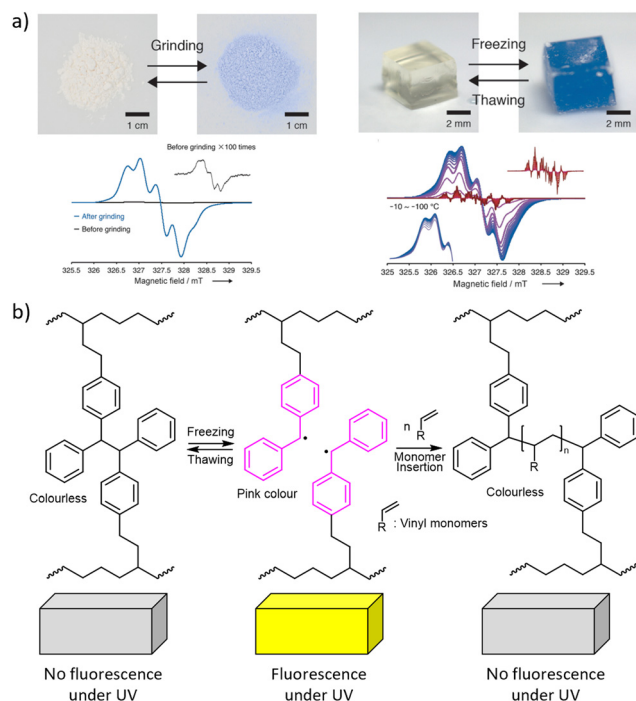 a)
Grinding
1 cm
1 cm
Freezing
Thawing
2 mm
2 mm
Before grinding ×100 times
After grinding
Before grinding
325.5 326 326.5 327 327.5 328 328.5 329 329.5
Magnetic field / mT
−10 ~ −100 °C
325 325.5 326 326.5 327 327.5 328 328.5 329 329.5
Magnetic field / mT
b)
Colourless
Freezing
Thawing
Pink colour
n
R
Monomer
Insertion
R
: Vinyl monomers
n
R
Colourless
No fluorescence
under UV
Fluorescence
under UV
No fluorescence
under UV